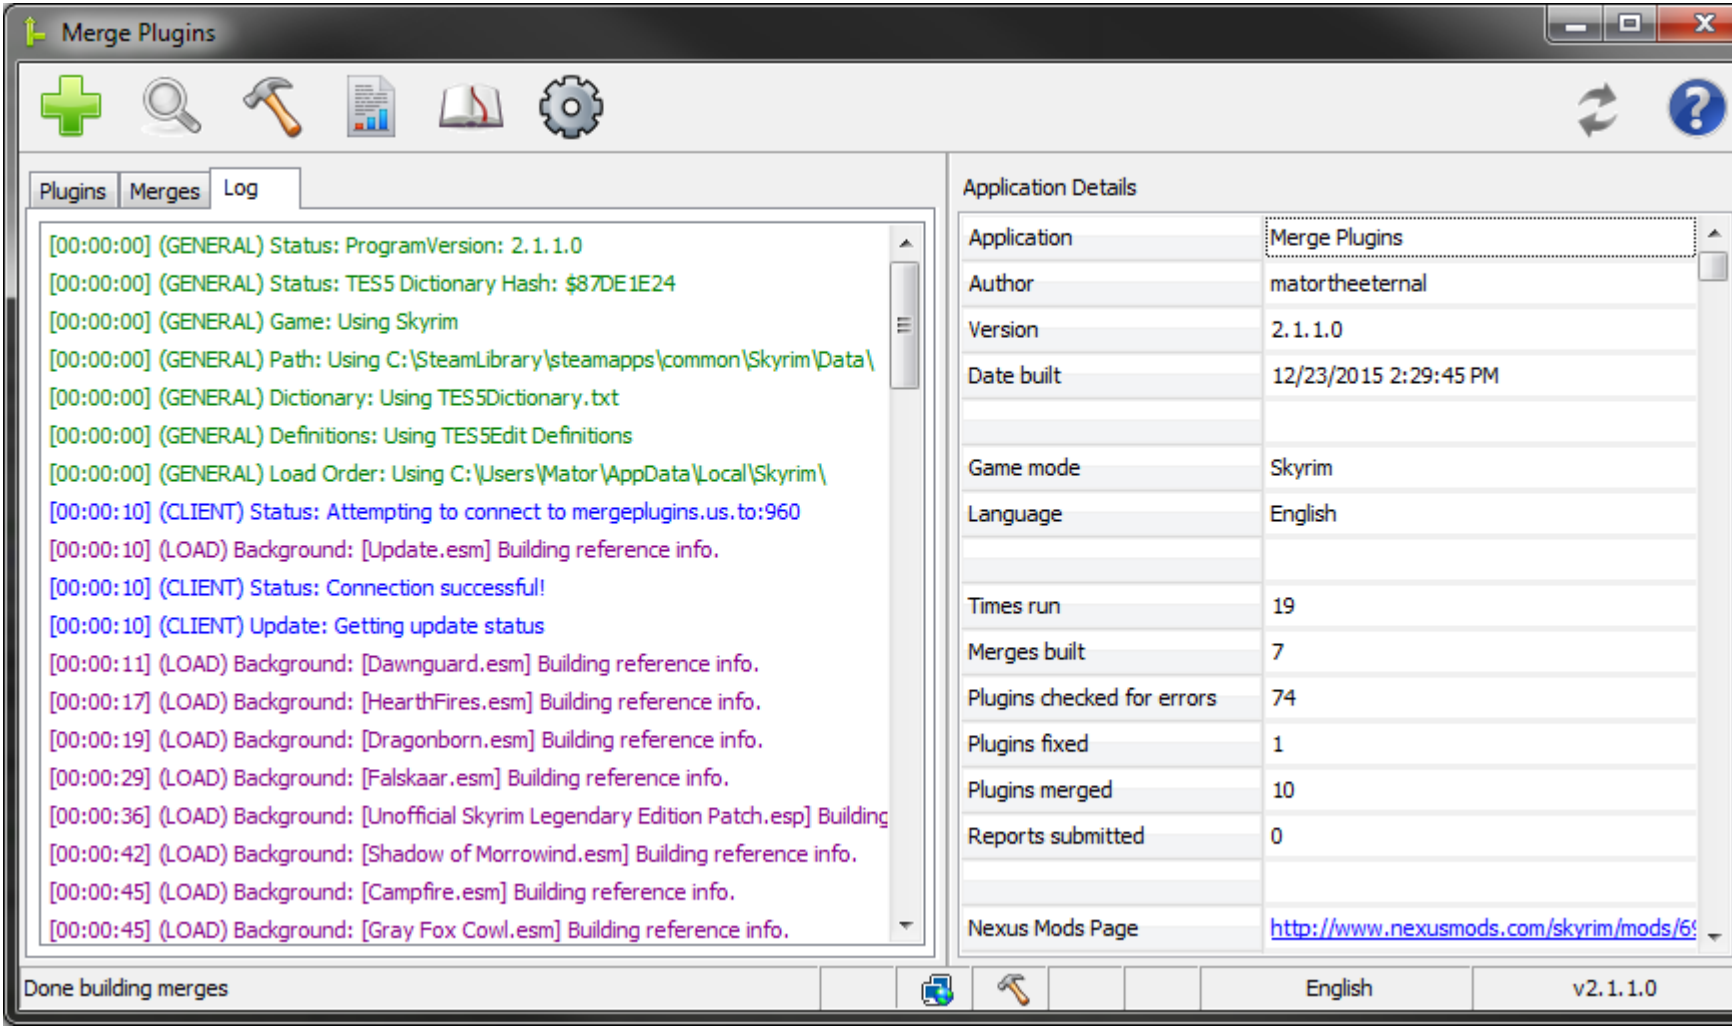 Merge Plugins
Plugins Merges Log
[00:00:00] (GENERAL) Status: ProgramVersion: 2.1.1.0
[00:00:00] (GENERAL) Status: TES5 Dictionary Hash: $87DE1E24
[00:00:00] (GENERAL) Game: Using Skyrim
[00:00:00] (GENERAL) Path: Using C:\SteamLibrary\steamapps\common\Skyrim\Data\
[00:00:00] (GENERAL) Dictionary: Using TES5Dictionary.txt
[00:00:00] (GENERAL) Definitions: Using TES5Edit Definitions
[00:00:00] (GENERAL) Load Order: Using C:\Users\Mator\AppData\Local\Skyrim\
[00:00:10] (CLIENT) Status: Attempting to connect to mergeplugins.us.to:960
[00:00:10] (LOAD) Background: [Update.esm] Building reference info.
[00:00:10] (CLIENT) Status: Connection successful!
[00:00:10] (CLIENT) Update: Getting update status
[00:00:11] (LOAD) Background: [Dawnguard.esm] Building reference info.
[00:00:17] (LOAD) Background: [HearthFires.esm] Building reference info.
[00:00:19] (LOAD) Background: [Dragonborn.esm] Building reference info.
[00:00:29] (LOAD) Background: [Falskaar.esm] Building reference info.
[00:00:36] (LOAD) Background: [Unofficial Skyrim Legendary Edition Patch.esp] Building
[00:00:42] (LOAD) Background: [Shadow of Morrowind.esm] Building reference info.
[00:00:45] (LOAD) Background: [Campfire.esm] Building reference info.
[00:00:45] (LOAD) Background: [Gray Fox Cowl.esm] Building reference info.
Application Details
Application Merge Plugins
Author matortheeternal
Version 2.1.1.0
Date built 12/23/2015 2:29:45 PM
Game mode Skyrim
Language English
Times run 19
Merges built 7
Plugins checked for errors 74
Plugins fixed 1
Plugins merged 10
Reports submitted 0
Nexus Mods Page http://www.nexusmods.com/skyrim/mods/69
Done building merges English v2.1.1.0